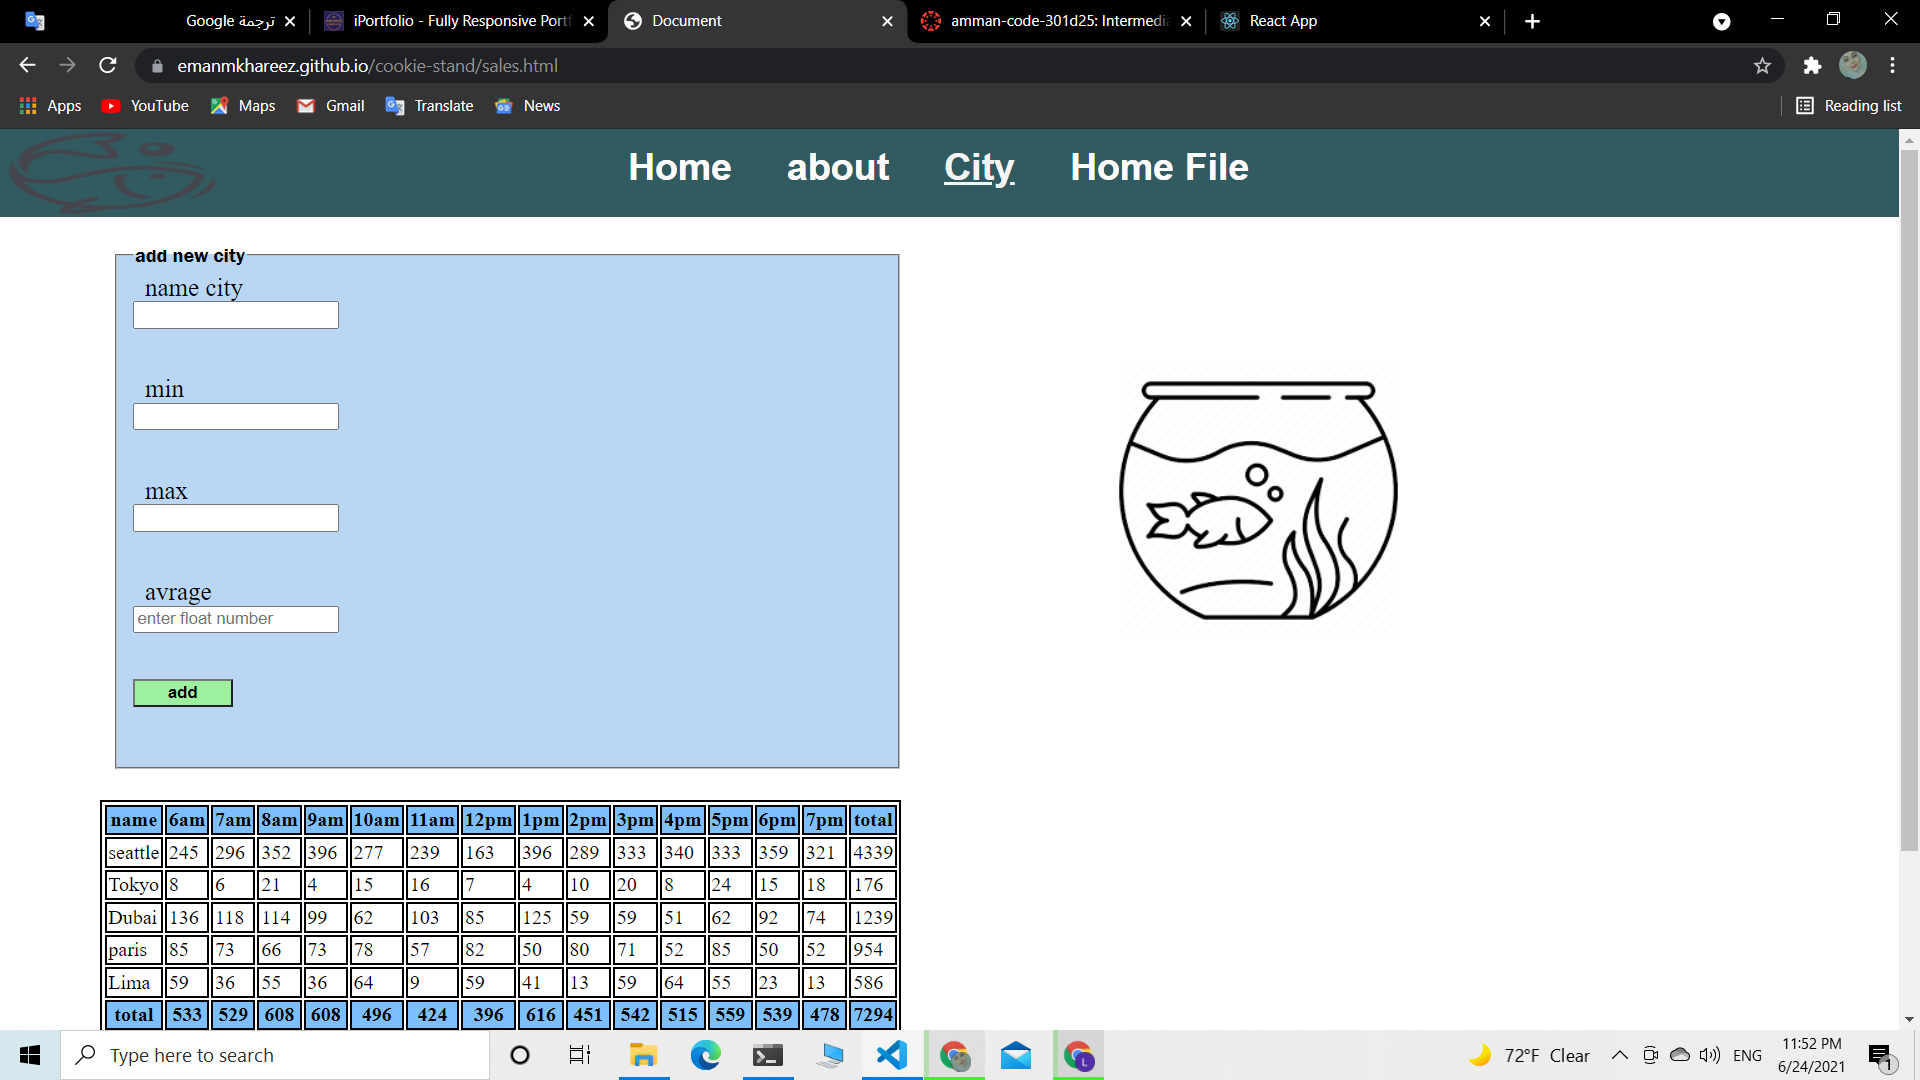 ترجمة Google
iPortfolio - Fully Responsive Portf
Document
amman-code-301d25: Intermedia
React App
emanmkhareez.github.io/cookie-stand/sales.html
Apps YouTube Maps Gmail Translate News Reading list
Home about City Home File
add new city
name city
min
max
avrage
enter float number
add
name 6am 7am 8am 9am 10am 11am 12pm 1pm 2pm 3pm 4pm 5pm 6pm 7pm total
seattle 245 296 352 396 277 239 163 396 289 333 340 333 359 321 4339
Tokyo 8 6 21 4 15 16 7 4 10 20 8 24 15 18 176
Dubai 136 118 114 99 62 103 85 125 59 59 51 62 92 74 1239
paris 85 73 66 73 78 57 82 50 80 71 52 85 50 52 954
Lima 59 36 55 36 64 9 59 41 13 59 64 55 23 13 586
total 533 529 608 608 496 424 396 616 451 542 515 559 539 478 7294
Type here to search
L
72°F Clear
ENG
11:52 PM
6/24/2021
1